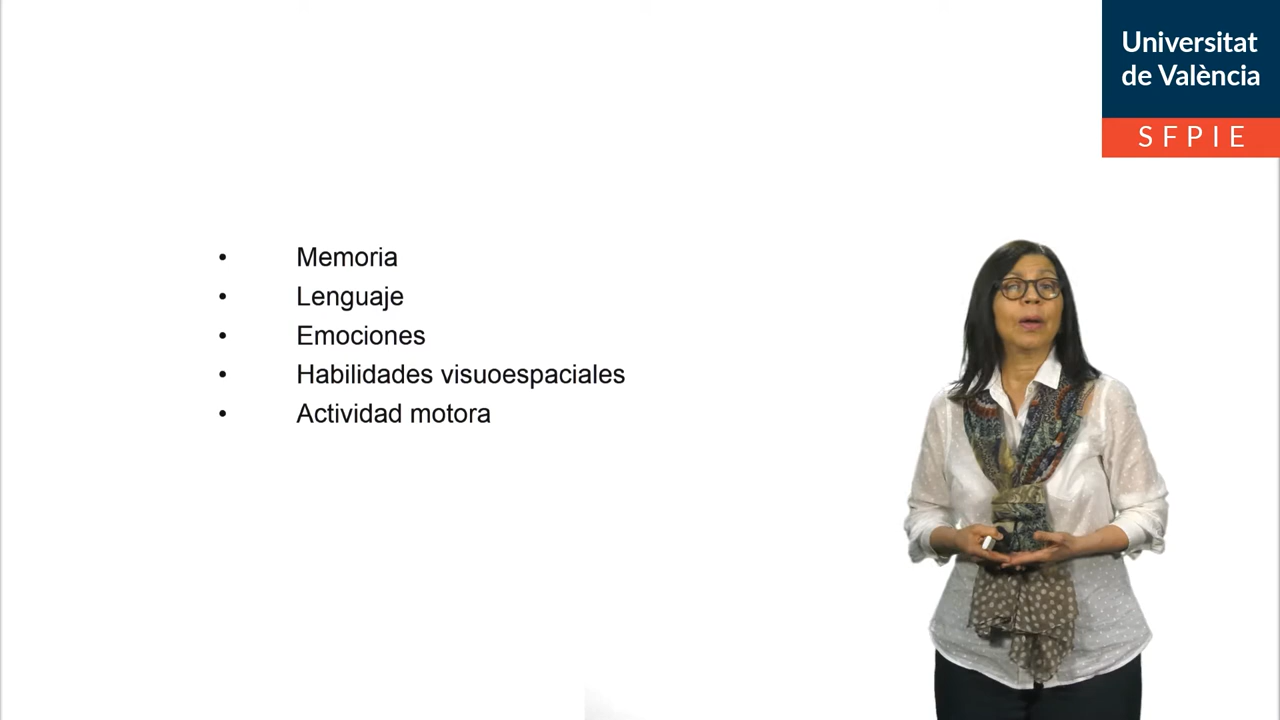 Universitat
de València
SFPIE
• Memoria
• Lenguaje
• Emociones
• Habilidades visuoespaciales
• Actividad motora